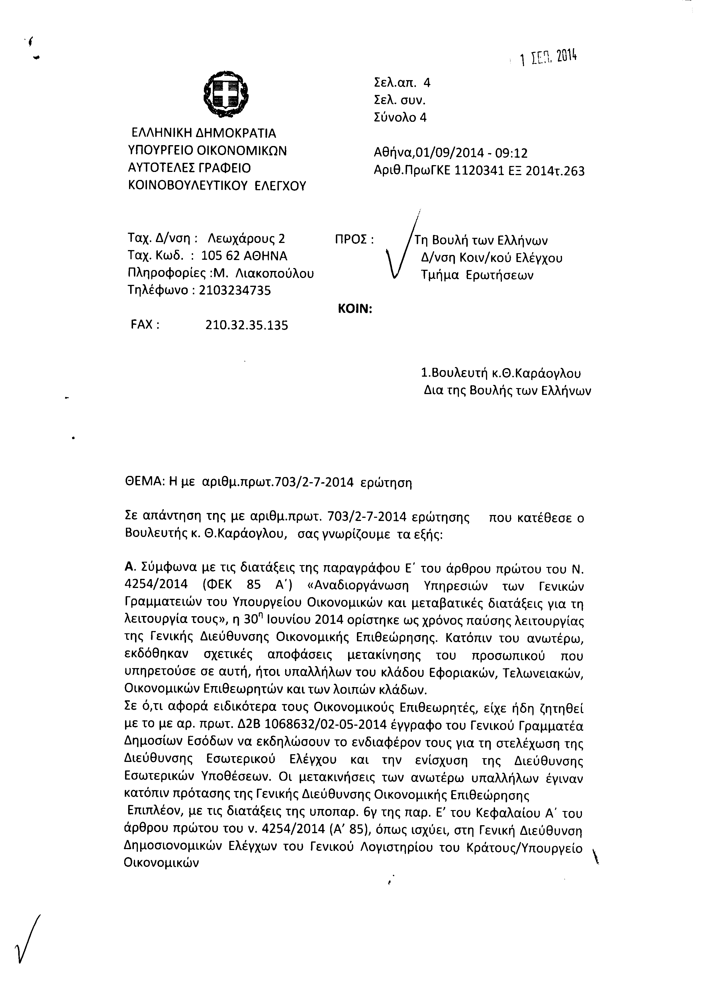 1 ΣΕΠ. 2014
Σελ.απ. 4
Σελ. συν.
Σύνολο 4
ΕΛΛΗΝΙΚΗ ΔΗΜΟΚΡΑΤΙΑ
ΥΠΟΥΡΓΕΙΟ ΟΙΚΟΝΟΜΙΚΩΝ
ΑΥΤΟΤΕΛΕΣ ΓΡΑΦΕΙΟ
ΚΟΙΝΟΒΟΥΛΕΥΤΙΚΟΥ ΕΛΕΓΧΟΥ
Αθήνα,01/09/2014 - 09:12
Αριθ.ΠρωΓΚΕ 1120341 ΕΞ 2014τ.263
Ταχ. Δ/νση : Λεωχάρους 2
Ταχ. Κωδ. : 105 62 ΑΘΗΝΑ
Πληροφορίες :Μ. Λιακοπούλου
Τηλέφωνο : 2103234735
FAX : 210.32.35.135
ΠΡΟΣ :
Τη Βουλή των Ελλήνων
Δ/νση Κοιν/κού Ελέγχου
Τμήμα Ερωτήσεων
ΚΟΙΝ:
1.Βουλευτή κ.Θ.Καράογλου
Δια της Βουλής των Ελλήνων
ΘΕΜΑ: Η με αριθμ.πρωτ.703/2-7-2014 ερώτηση
Σε απάντηση της με αριθμ.πρωτ. 703/2-7-2014 ερώτησης που κατέθεσε ο
Βουλευτής κ. Θ.Καράογλου, σας γνωρίζουμε τα εξής:
Α. Σύμφωνα με τις διατάξεις της παραγράφου Ε΄ του άρθρου πρώτου του Ν.
4254/2014 (ΦΕΚ 85 Α΄) «Αναδιοργάνωση Υπηρεσιών των Γενικών
Γραμματειών του Υπουργείου Οικονομικών και μεταβατικές διατάξεις για τη
λειτουργία τους», η 30η Ιουνίου 2014 ορίστηκε ως χρόνος παύσης λειτουργίας
της Γενικής Διεύθυνσης Οικονομικής Επιθεώρησης. Κατόπιν του ανωτέρω,
εκδόθηκαν σχετικές αποφάσεις μετακίνησης του προσωπικού που
υπηρετούσε σε αυτή, ήτοι υπαλλήλων του κλάδου Εφοριακών, Τελωνειακών,
Οικονομικών Επιθεωρητών και των λοιπών κλάδων.
Σε ό,τι αφορά ειδικότερα τους Οικονομικούς Επιθεωρητές, είχε ήδη ζητηθεί
με το με αρ. πρωτ. Δ2Β 1068632/02-05-2014 έγγραφο του Γενικού Γραμματέα
Δημοσίων Εσόδων να εκδηλώσουν το ενδιαφέρον τους για τη στελέχωση της
Διεύθυνσης Εσωτερικού Ελέγχου και την ενίσχυση της Διεύθυνσης
Εσωτερικών Υποθέσεων. Οι μετακινήσεις των ανωτέρω υπαλλήλων έγιναν
κατόπιν πρότασης της Γενικής Διεύθυνσης Οικονομικής Επιθεώρησης
Επιπλέον, με τις διατάξεις της υποπαρ. 6γ της παρ. Ε’ του Κεφαλαίου Α΄ του
άρθρου πρώτου του ν. 4254/2014 (Α’ 85), όπως ισχύει, στη Γενική Διεύθυνση
Δημοσιονομικών Ελέγχων του Γενικού Λογιστηρίου του Κράτους/Υπουργείο
Οικονομικών